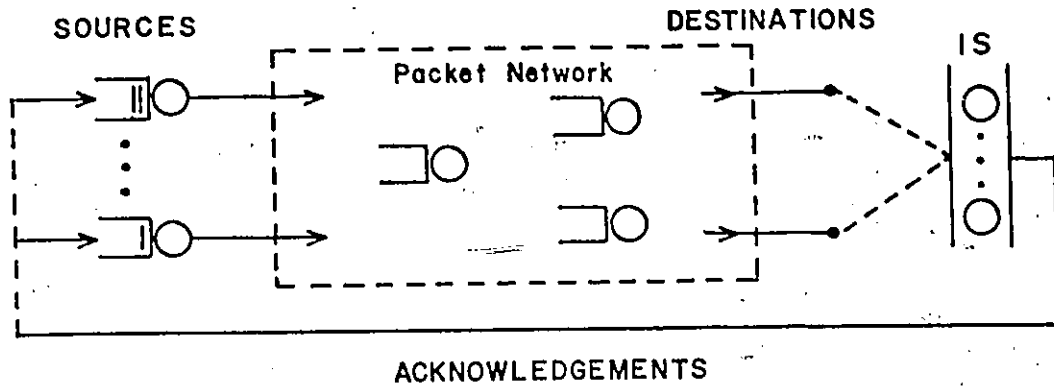 SOURCES
DESTINATIONS
IS
Packet Network
ACKNOWLEDGEMENTS